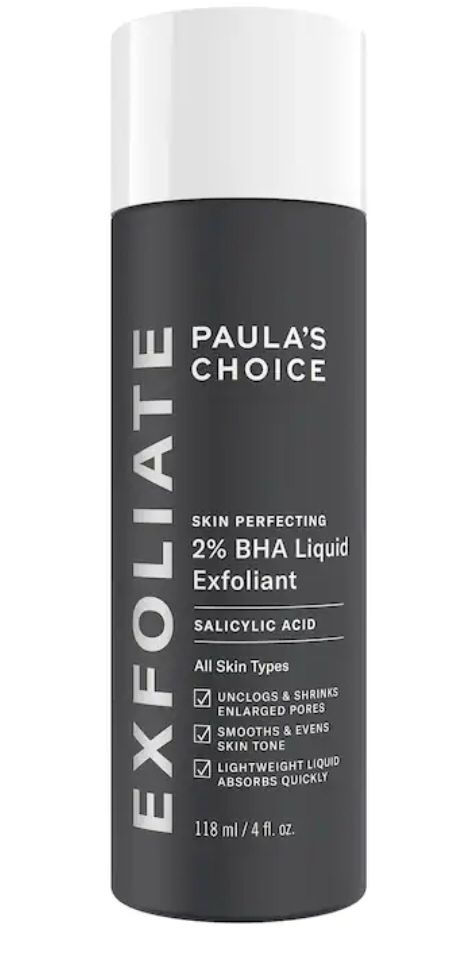 EXFOLIATE
PAULA'S
CHOICE
SKIN PERFECTING
2% BHA Liquid
Exfoliant
SALICYLIC ACID
All Skin Types
☑ UNCLOGS & SHRINKS
ENLARGED PORES
☑ SMOOTHS & EVENS
SKIN TONE
☑ LIGHTWEIGHT LIQUID
ABSORBS QUICKLY
118 ml / 4 fl. oz.